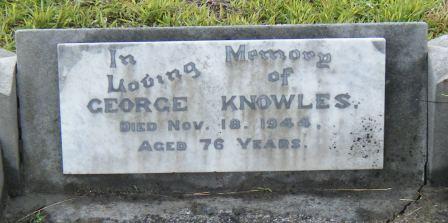 In Memory
Loving of
GEORGE KNOWLES.
DIED NOV. 18. 1944.
AGED 76 YEARS.